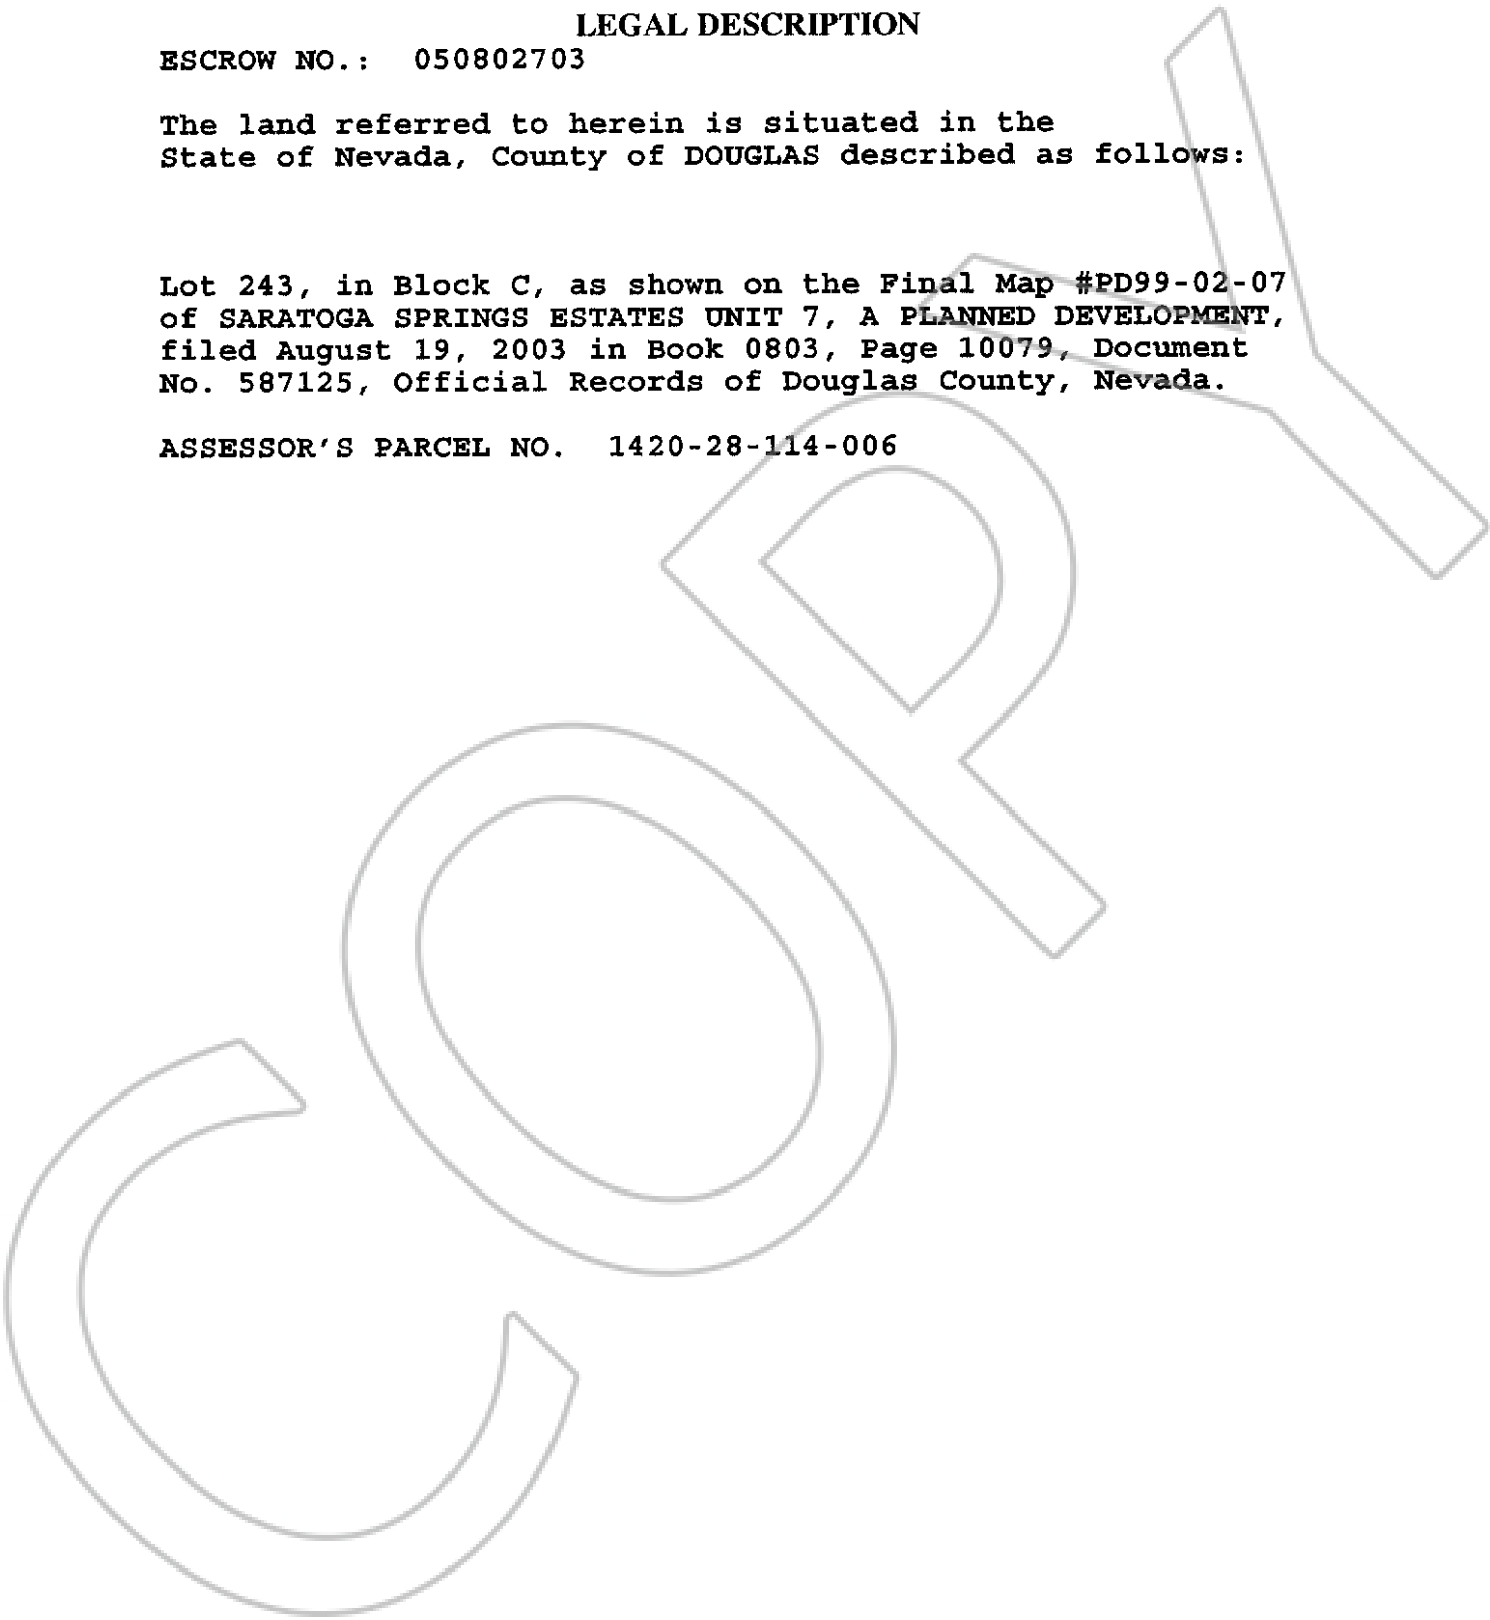 LEGAL DESCRIPTION
ESCROW NO.: 050802703
The land referred to herein is situated in the
State of Nevada, County of DOUGLAS described as follows:
Lot 243, in Block C, as shown on the Final Map #PD99-02-07
of SARATOGA SPRINGS ESTATES UNIT 7, A PLANNED DEVELOPMENT,
filed August 19, 2003 in Book 0803, Page 10079, Document
No. 587125, Official Records of Douglas County, Nevada.
ASSESSOR'S PARCEL NO. 1420-28-114-006
COPY